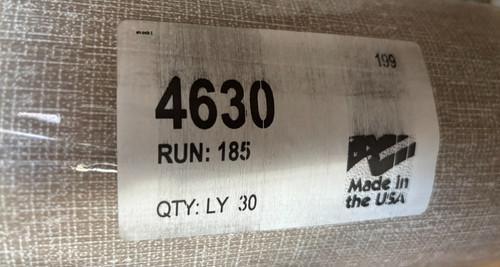 199
4630
RUN: 185
QTY: LY 30
Made in
the USA